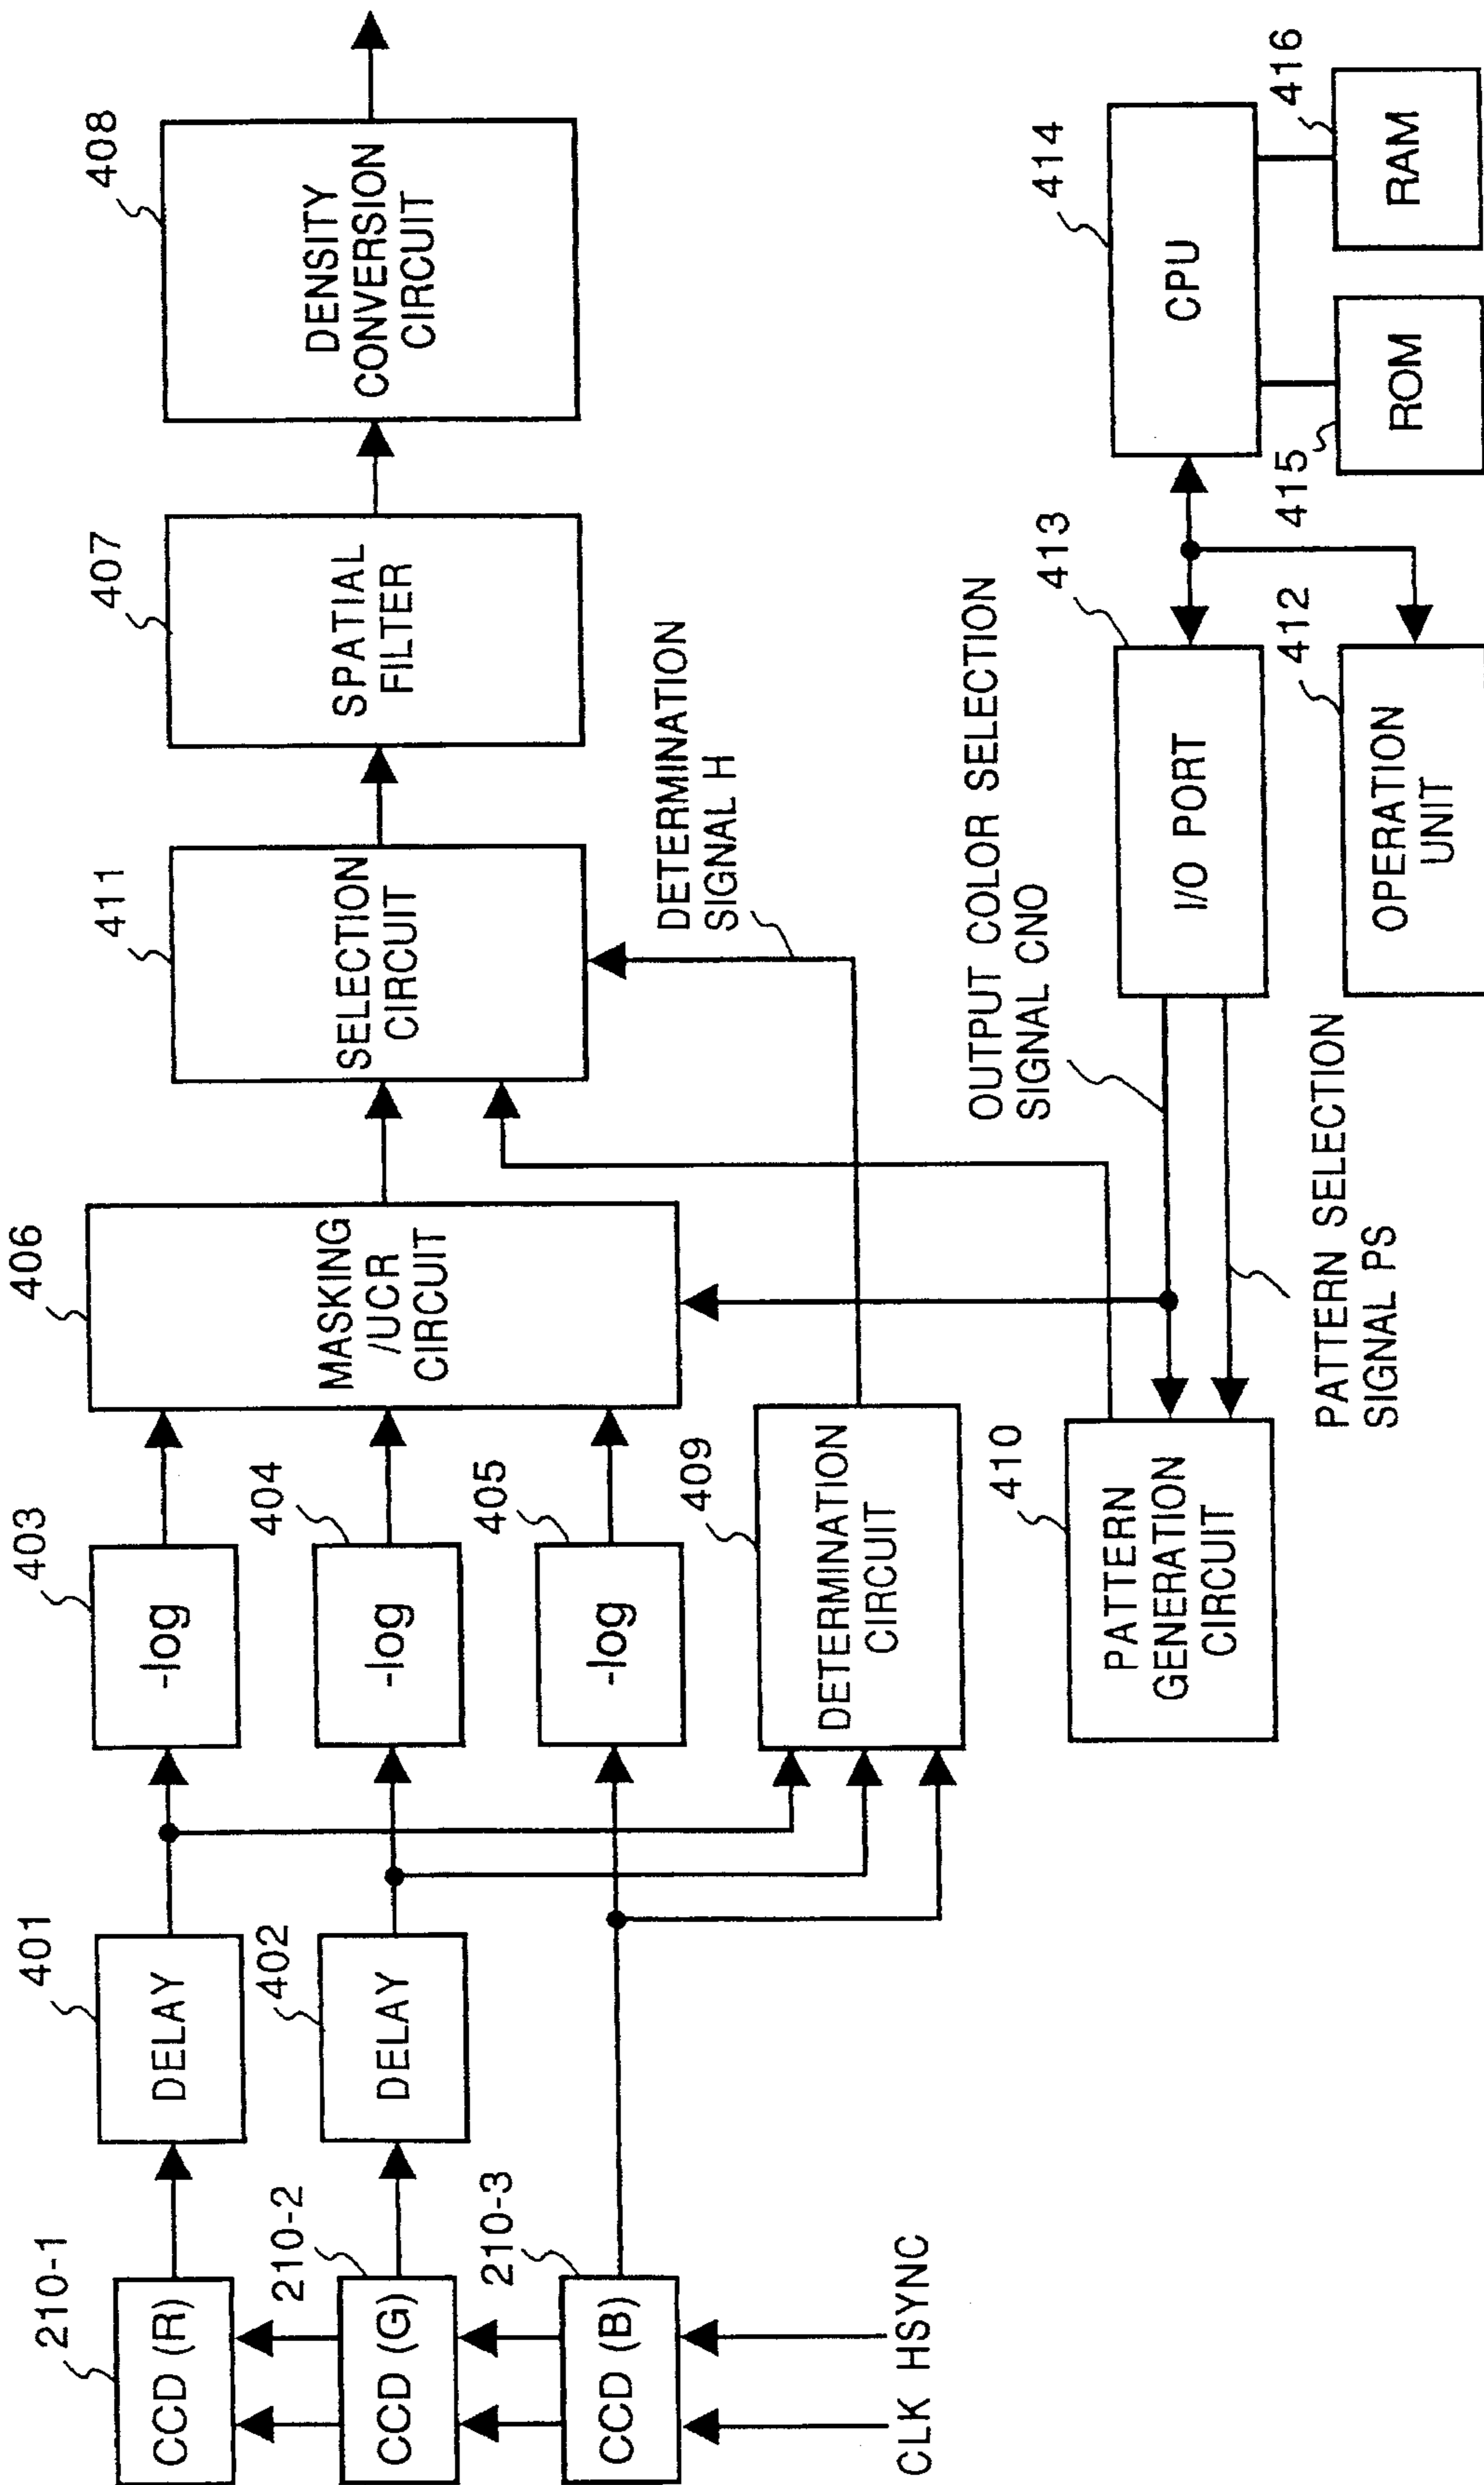 210-1
CCD (R)
210-2
CCD (G)
210-3
CCD (B)
CLK HSYNC
401
DELAY
402
DELAY
403
-log
404
-log
405
-log
406
MASKING
/UCR
CIRCUIT
411
SELECTION
CIRCUIT
407
SPATIAL
FILTER
408
DENSITY
CONVERSION
CIRCUIT
409
DETERMINATION
CIRCUIT
DETERMINATION
SIGNAL H
410
PATTERN
GENERATION
CIRCUIT
OUTPUT COLOR SELECTION
SIGNAL CNO
PATTERN SELECTION
SIGNAL PS
413
I/O PORT
412
OPERATION
UNIT
414
CPU
415
ROM
416
RAM